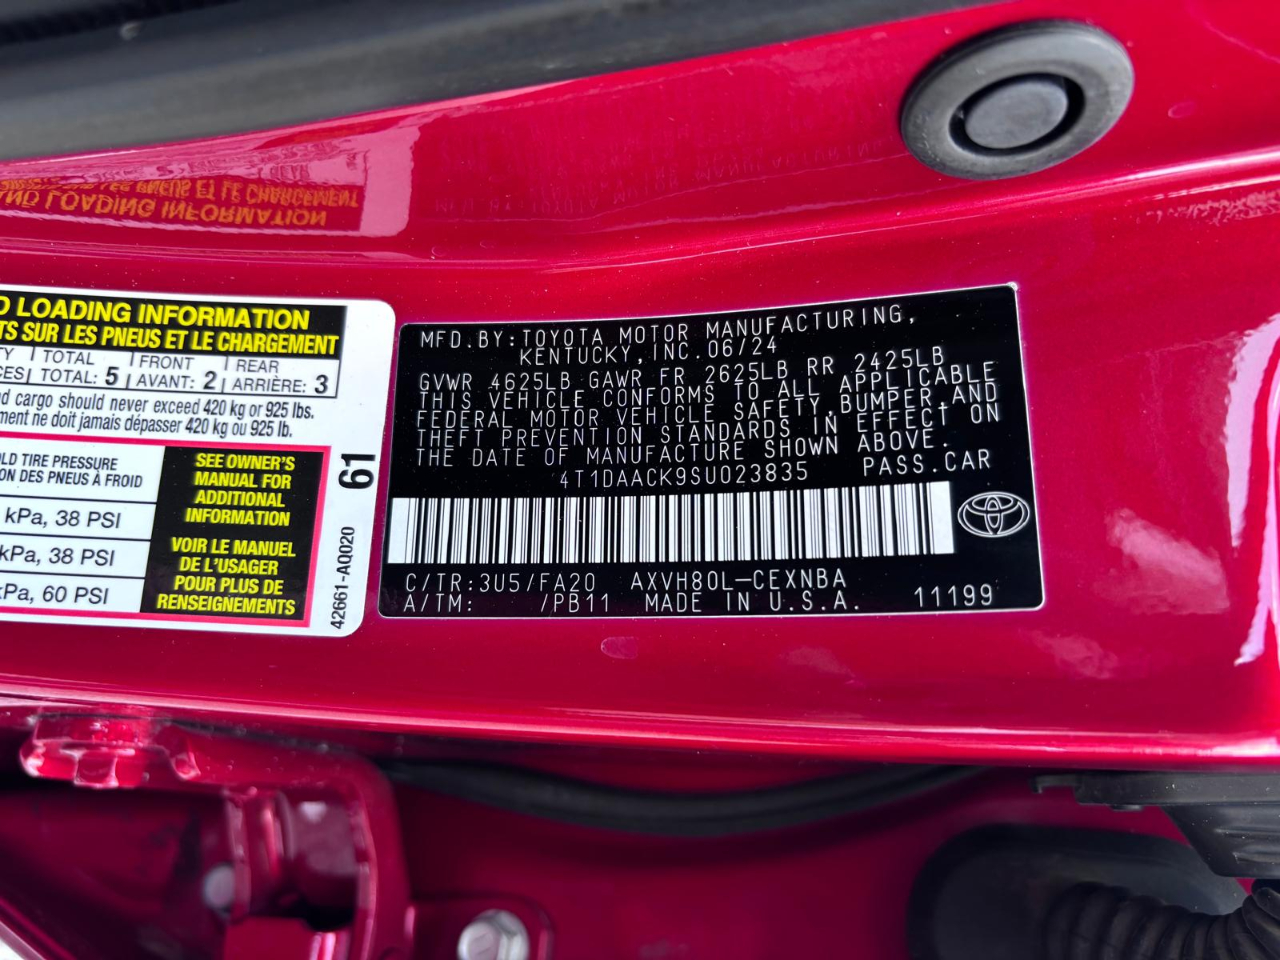 D LOADING INFORMATION
TS SUR LES PNEUS ET LE CHARGEMENT
TY TOTAL FRONT REAR
CES TOTAL: 5 AVANT: 2 ARRIÈRE: 3
d cargo should never exceed 420 kg or 925 lbs.
ment ne doit jamais dépasser 420 kg ou 925 lb.
OLD TIRE PRESSURE
ON DES PNEUS À FROID
kPa, 38 PSI
kPa, 38 PSI
kPa, 60 PSI
SEE OWNER'S
MANUAL FOR
ADDITIONAL
INFORMATION
VOIR LE MANUEL
DE L'USAGER
POUR PLUS DE
RENSEIGNEMENTS
61
42661-AQ020
MFD.BY:TOYOTA MOTOR MANUFACTURING,
KENTUCKY,INC.06/24
GVWR 4625LB GAWR FR 2625LB RR 2425LB
THIS VEHICLE CONFORMS TO ALL APPLICABLE
FEDERAL MOTOR VEHICLE SAFETY,BUMPER,AND
THEFT PREVENTION STANDARDS IN EFFECT ON
THE DATE OF MANUFACTURE SHOWN ABOVE.
4T1DAACK9SU023835 PASS.CAR
C/TR:3U5/FA20 AXVH80L-CEXNBA
A/TM: /PB11 MADE IN U.S.A. 11199